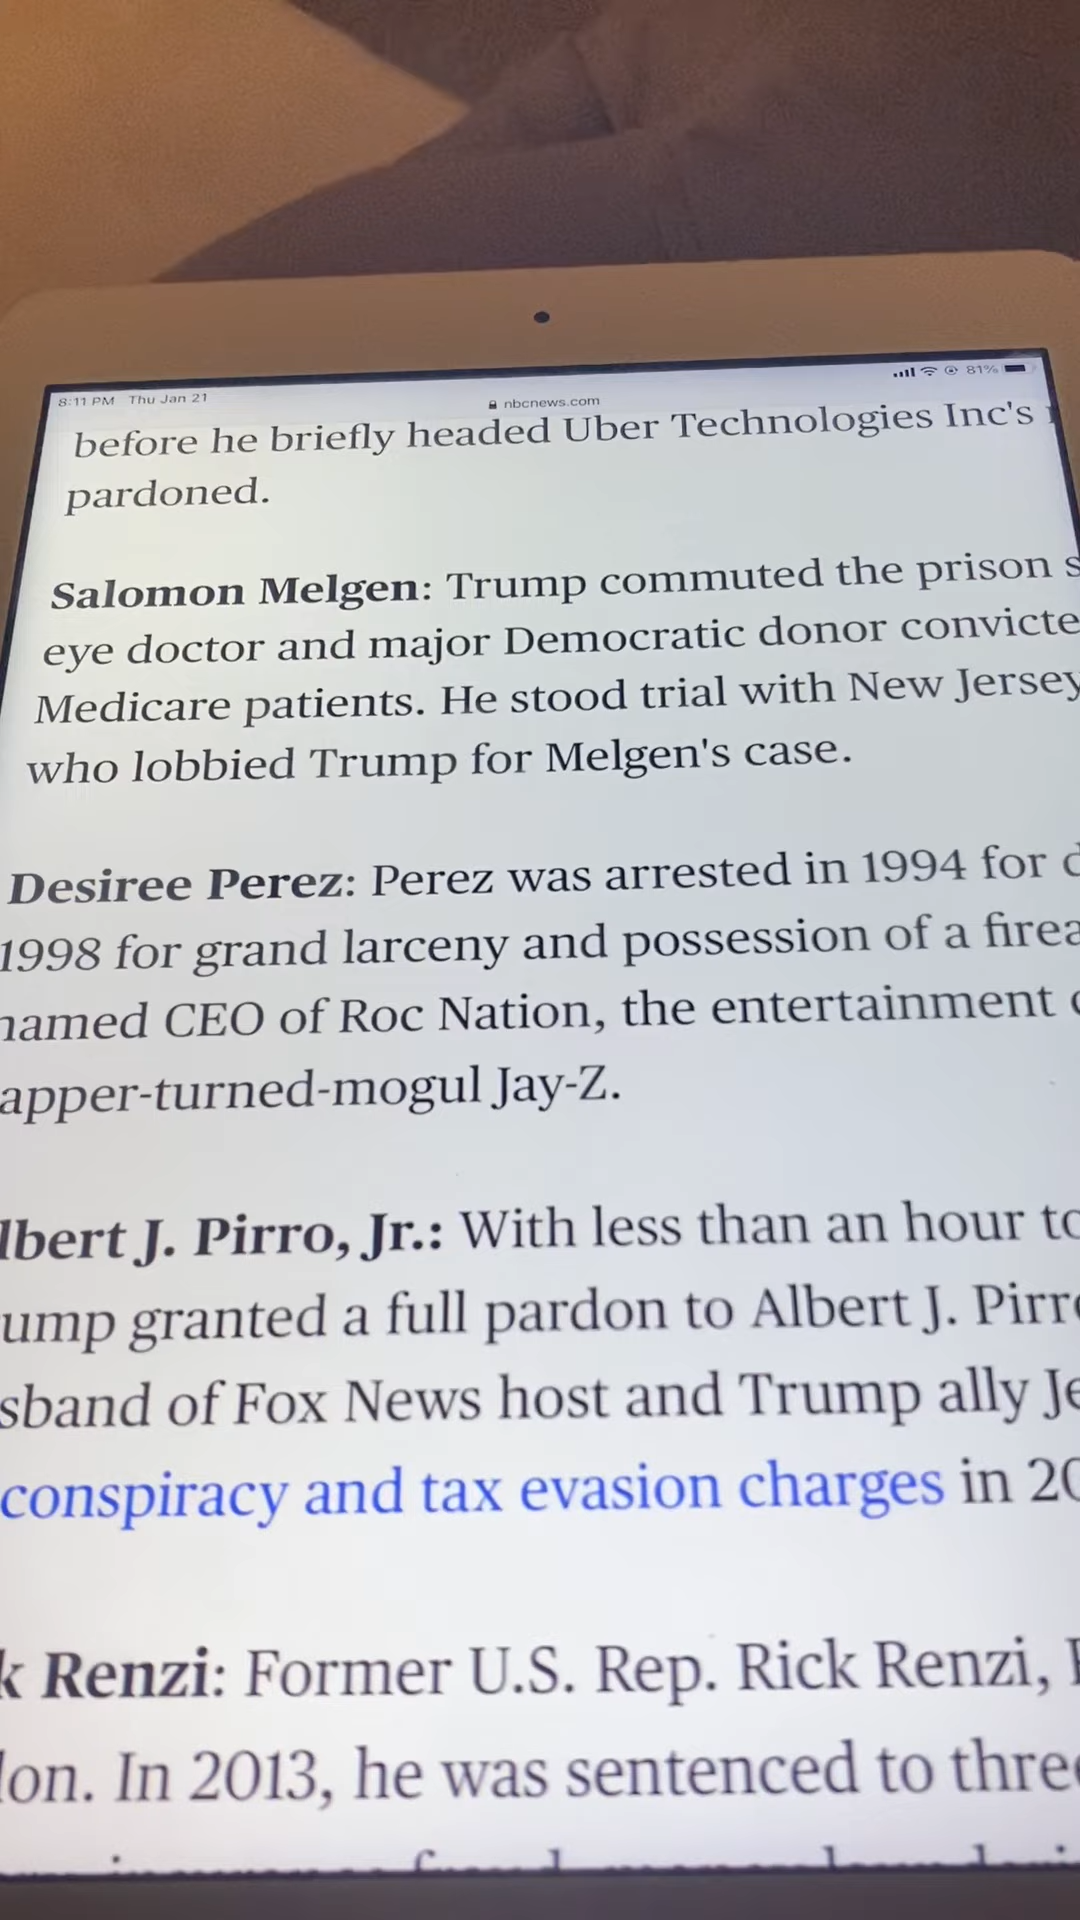 8:11 PM Thu Jan 21
81%
nbcnews.com
before he briefly headed Uber Technologies Inc's
pardoned.
Salomon Melgen: Trump commuted the prison s
eye doctor and major Democratic donor convicte
Medicare patients. He stood trial with New Jersey
who lobbied Trump for Melgen's case.
Desiree Perez: Perez was arrested in 1994 for d
1998 for grand larceny and possession of a firea
named CEO of Roc Nation, the entertainment c
apper-turned-mogul Jay-Z.
lbert J. Pirro, Jr.: With less than an hour to
ump granted a full pardon to Albert J. Pirro
sband of Fox News host and Trump ally Je
conspiracy and tax evasion charges in 20
k Renzi: Former U.S. Rep. Rick Renzi,
lon. In 2013, he was sentenced to three